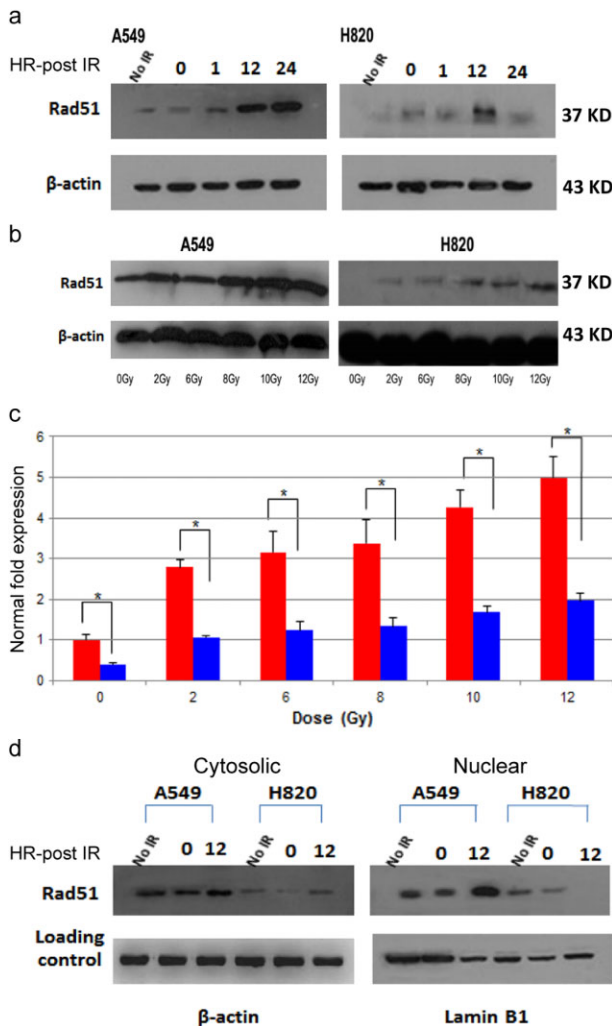 a
A549 H820
HR-post IR No IR 0 1 12 24 No IR 0 1 12 24
Rad51 37 KD
β-actin 43 KD
b
A549 H820
Rad51 37 KD
β-actin 43 KD
0Gy 2Gy 6Gy 8Gy 10Gy 12Gy 0Gy 2Gy 6Gy 8Gy 10Gy 12Gy
c
Normal fold expression
6
5
4
3
2
1
0
* * * * * *
0 2 6 8 10 12
Dose (Gy)
d
Cytosolic Nuclear
A549 H820 A549 H820
HR-post IR No IR 0 12 No IR 0 12 No IR 0 12 No IR 0 12
Rad51
Loading
control
β-actin Lamin B1